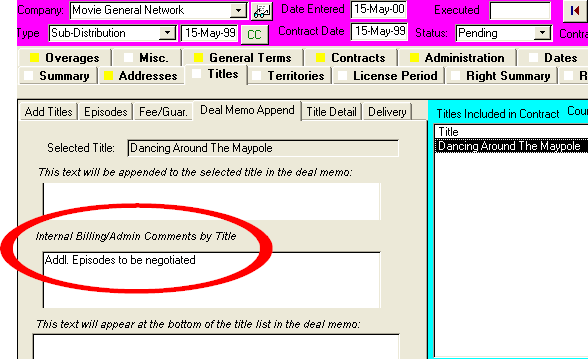 Company: Movie General Network Date Entered 15-May-00 Executed
Type Sub-Distribution 15-May-99 CC Contract Date 15-May-99 Status: Pending Contra
Overages Misc. General Terms Contracts Administration Dates
Summary Addresses Titles Territories License Period Right Summary R
Add Titles Episodes Fee/Guar. Deal Memo Append Title Detail Delivery Titles Included in Contract Cou
Title
Selected Title: Dancing Around The Maypole Dancing Around The Maypole
This text will be appended to the selected title in the deal memo:
Internal Billing/Admin Comments by Title
Addl. Episodes to be negotiated
This text will appear at the bottom of the title list in the deal memo: